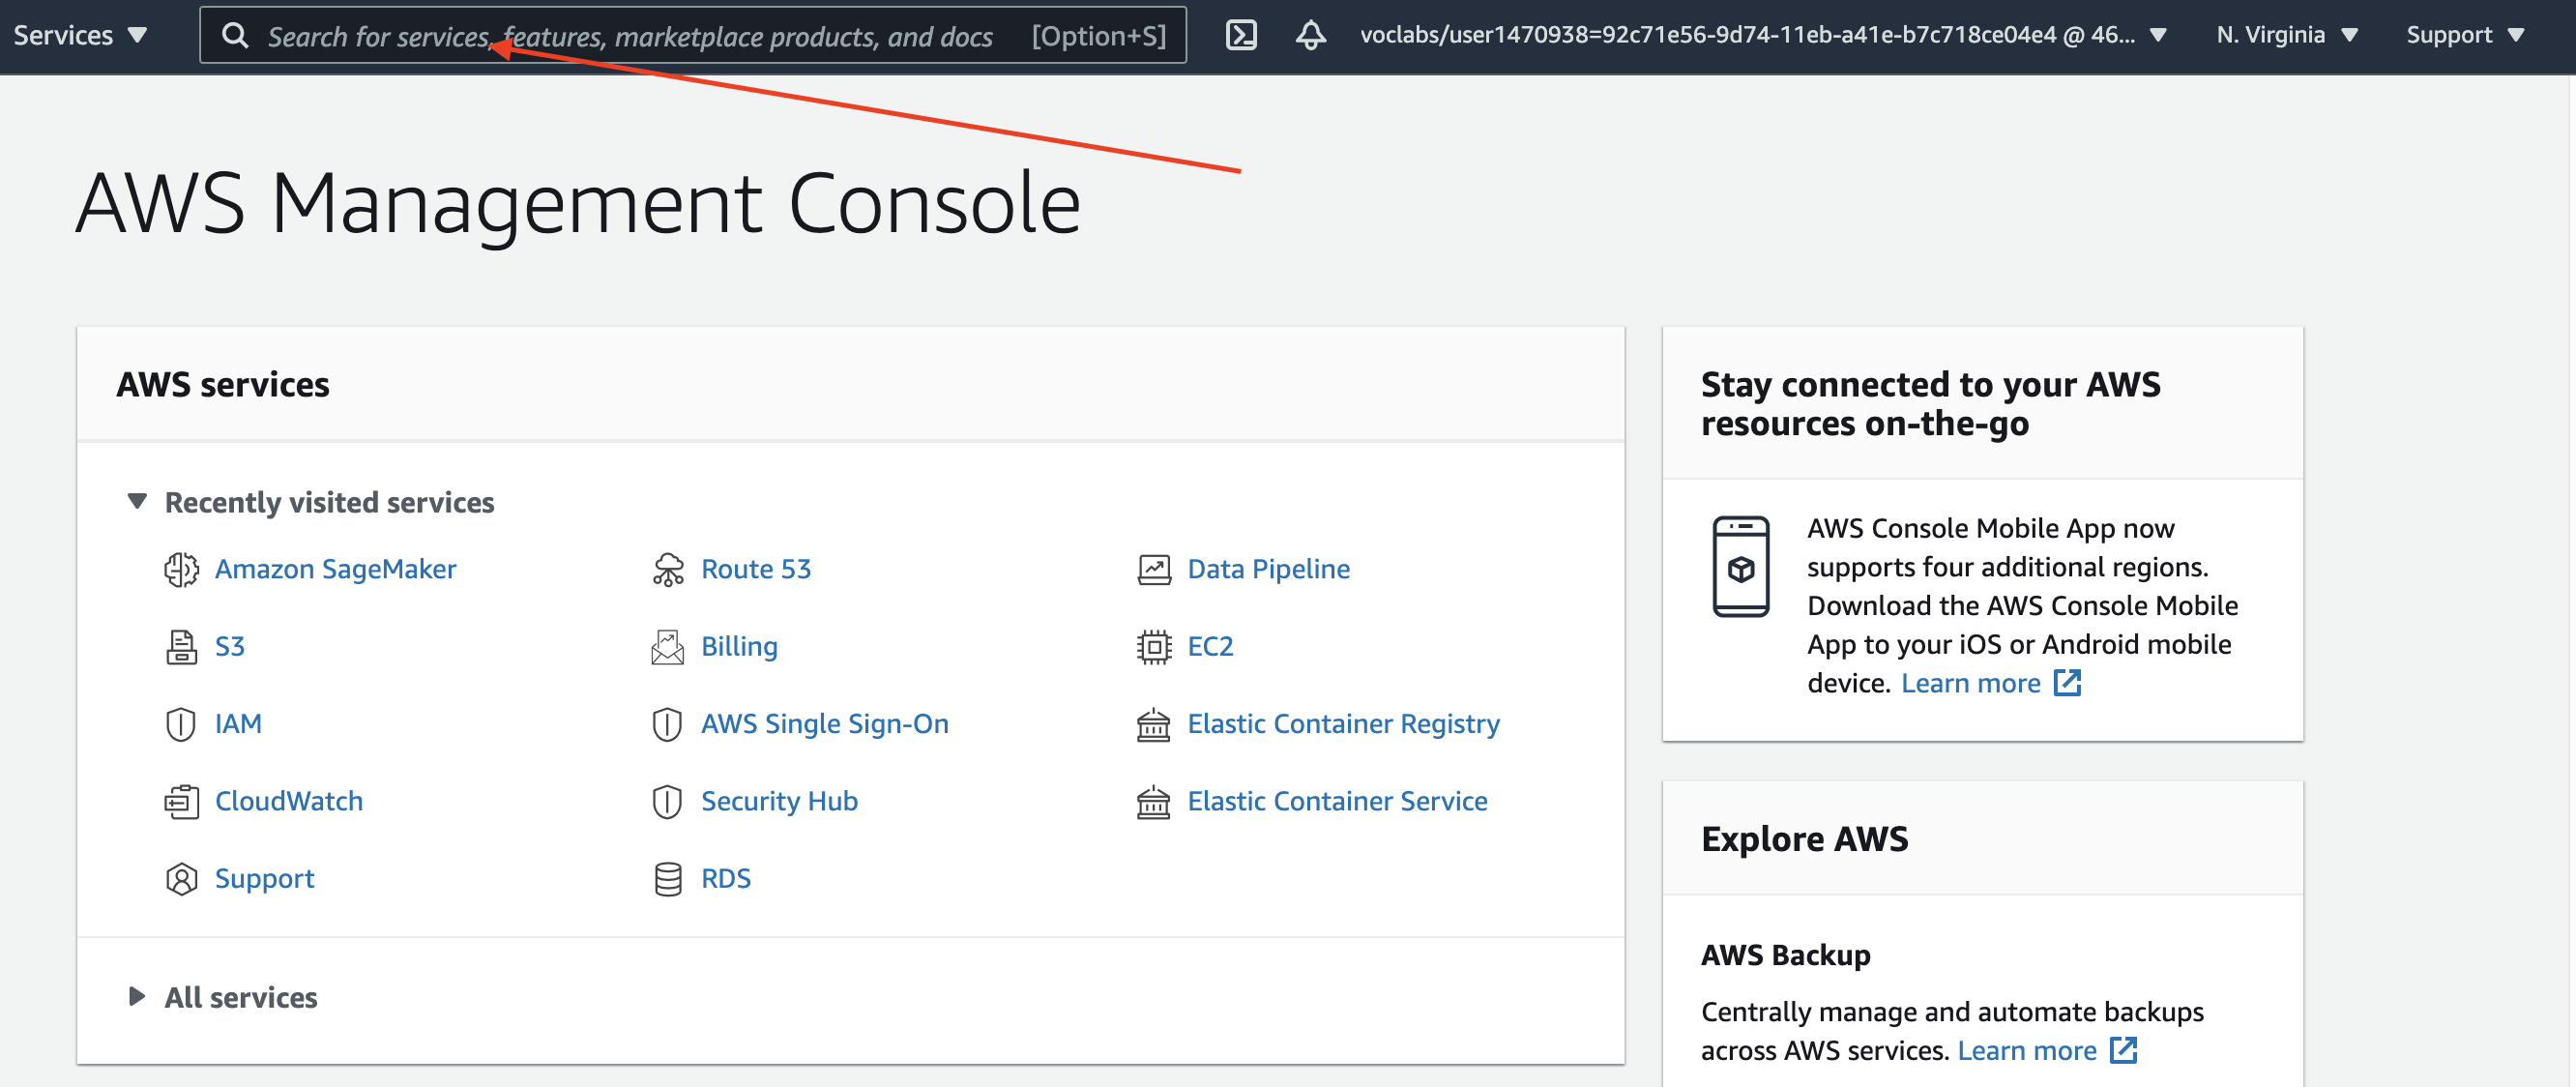 Services
Search for services, features, marketplace products, and docs [Option+S]
voclabs/user1470938=92c71e56-9d74-11eb-a41e-b7c718ce04e4 @ 46...
N. Virginia
Support
AWS Management Console
AWS services
Recently visited services
Amazon SageMaker
Route 53
Data Pipeline
S3
Billing
EC2
IAM
AWS Single Sign-On
Elastic Container Registry
CloudWatch
Security Hub
Elastic Container Service
Support
RDS
All services
Stay connected to your AWS
resources on-the-go
AWS Console Mobile App now
supports four additional regions.
Download the AWS Console Mobile
App to your iOS or Android mobile
device. Learn more
Explore AWS
AWS Backup
Centrally manage and automate backups
across AWS services. Learn more